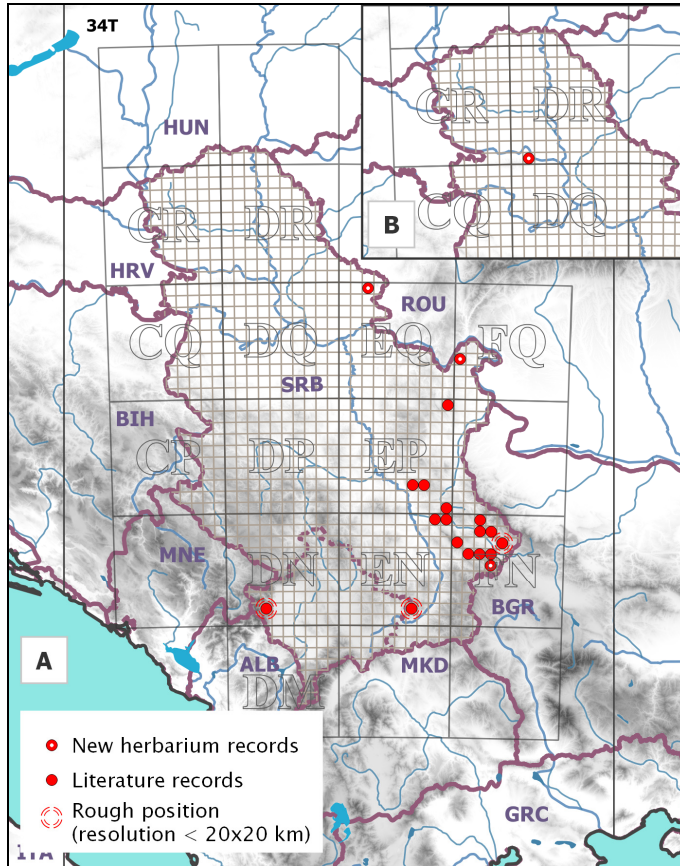 34T
HUN
CR
DR
CR
DR
CQ
DQ
B
HRV
ROU
CQ
DQ
EQ
FQ
SRB
BIH
CP
DP
EP
MNE
DN
EN
FN
BGR
A
ALB
MKD
DM
New herbarium records
Literature records
Rough position
(resolution < 20x20 km)
GRC
ITA